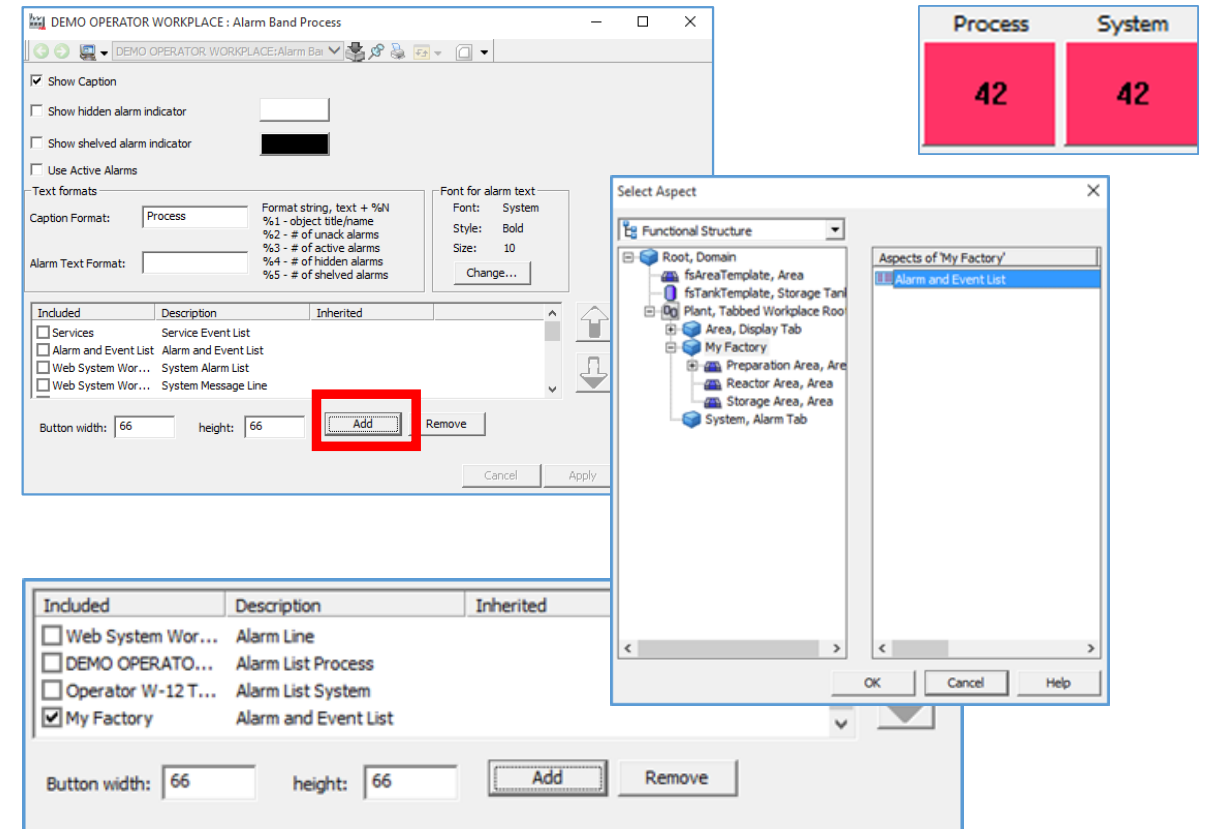 DEMO OPERATOR WORKPLACE : Alarm Band Process
DEMO OPERATOR WORKPLACE:Alarm Bar
Show Caption
Show hidden alarm indicator
Show shelved alarm indicator
Use Active Alarms
Text formats
Caption Format: Process
Alarm Text Format:
Format string, text + %N
%1 - object title/name
%2 - # of unack alarms
%3 - # of active alarms
%4 - # of hidden alarms
%5 - # of shelved alarms
Font for alarm text
Font: System
Style: Bold
Size: 10
Change...
Included Description Inherited
Services Service Event List
Alarm and Event List Alarm and Event List
Web System Wor... System Alarm List
Web System Wor... System Message Line
Button width: 66 height: 66 Add Remove
Cancel Apply
Process System
42 42
Select Aspect
Functional Structure
Root, Domain
fsAreaTemplate, Area
fsTankTemplate, Storage Tanl
Plant, Tabbed Workplace Roo
Area, Display Tab
My Factory
Preparation Area, Are
Reactor Area, Area
Storage Area, Area
System, Alarm Tab
Aspects of 'My Factory'
Alarm and Event List
OK Cancel Help
Included Description Inherited
Web System Wor... Alarm Line
DEMO OPERATO... Alarm List Process
Operator W-12 T... Alarm List System
My Factory Alarm and Event List
Button width: 66 height: 66 Add Remove